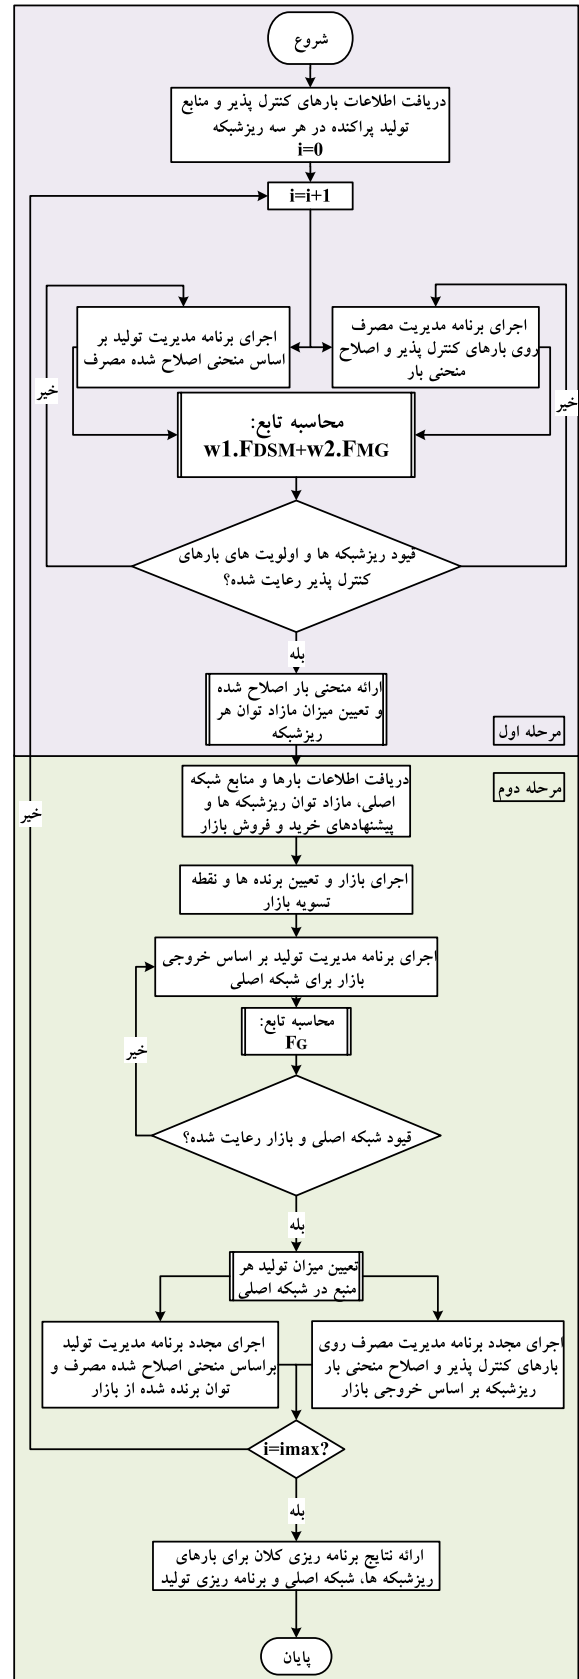 شروع
دریافت اطلاعات بارهای کنترل پذیر و منابع
تولید پراکنده در هر سه ریزشبکه
i=0
i=i+1
اجرای برنامه مدیریت مصرف
روی بارهای کنترل پذیر و اصلاح
منحنی بار
اجرای برنامه مدیریت تولید بر
اساس منحنی اصلاح شده مصرف
خیر
خیر
محاسبه تابع:
w1.FDSM+w2.FMG
قیود ریزشبکه ها و اولویت های بارهای
کنترل پذیر رعایت شده؟
بله
ارائه منحنی بار اصلاح شده
و تعیین میزان مازاد توان هر
ریزشبکه
مرحله اول
مرحله دوم
دریافت اطلاعات بارها و منابع شبکه
اصلی، مازاد توان ریزشبکه ها و
پیشنهادهای خرید و فروش بازار
خیر
اجرای بازار و تعیین برنده ها و نقطه
تسویه بازار
اجرای برنامه مدیریت تولید بر اساس خروجی
بازار برای شبکه اصلی
محاسبه تابع:
FG
خیر
قیود شبکه اصلی و بازار رعایت شده؟
بله
تعیین میزان تولید هر
منبع در شبکه اصلی
اجرای مجدد برنامه مدیریت مصرف روی
بارهای کنترل پذیر و اصلاح منحنی بار
ریزشبکه بر اساس خروجی بازار
اجرای مجدد برنامه مدیریت تولید
براساس منحنی اصلاح شده مصرف و
توان برنده شده از بازار
i=imax?
بله
ارائه نتایج برنامه ریزی کلان برای بارهای
ریزشبکه ها، شبکه اصلی و برنامه ریزی تولید
پایان